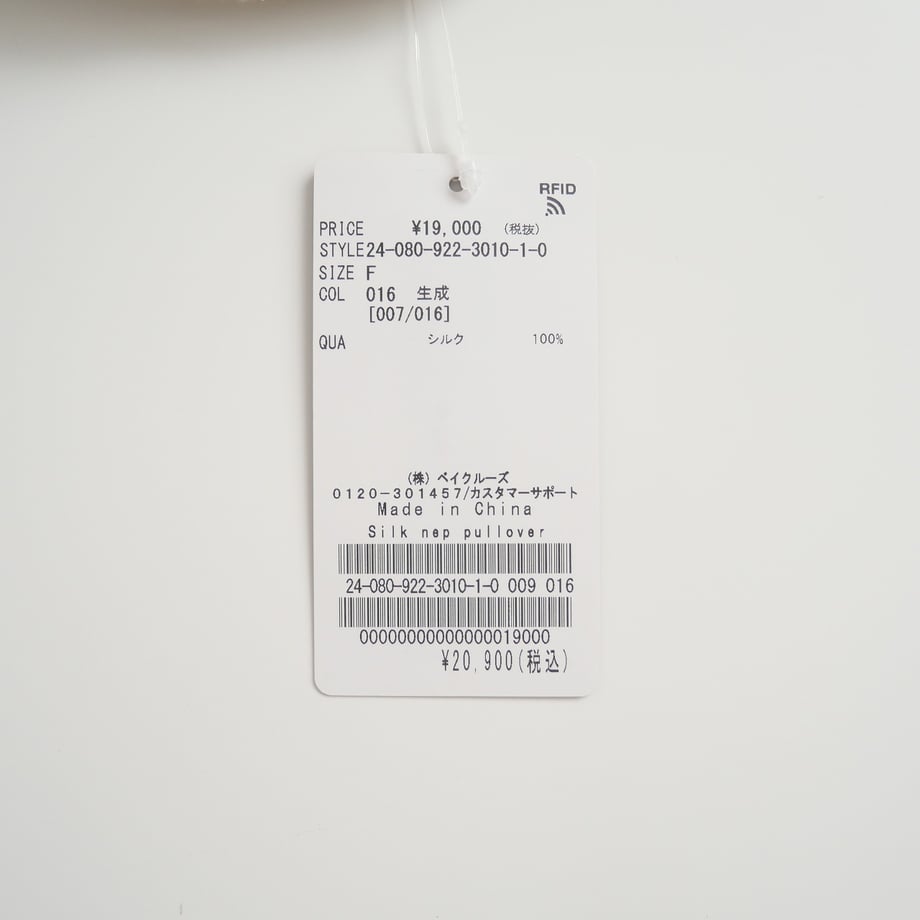 RFID
PRICE ¥19,000 (税抜)
STYLE24-080-922-3010-1-0
SIZE F
COL 016 生成
[007/016]
QUA シルク 100%
(株)ベイクルーズ
0120-301457/カスタマーサポート
Made in China
Silk nep pullover
24-080-922-3010-1-0 009 016
00000000000000019000
¥20,900(税込)